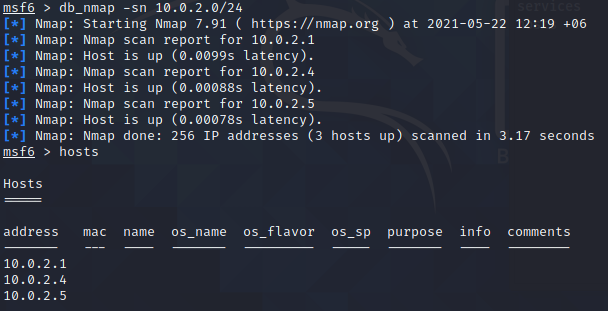 services
msf6 > db_nmap -sn 10.0.2.0/24
[*] Nmap: Starting Nmap 7.91 ( https://nmap.org ) at 2021-05-22 12:19 +06
[*] Nmap: Nmap scan report for 10.0.2.1
[*] Nmap: Host is up (0.0099s latency).
[*] Nmap: Nmap scan report for 10.0.2.4
[*] Nmap: Host is up (0.00088s latency).
[*] Nmap: Nmap scan report for 10.0.2.5
[*] Nmap: Host is up (0.00078s latency).
[*] Nmap: Nmap done: 256 IP addresses (3 hosts up) scanned in 3.17 seconds
msf6 > hosts
B
Hosts
=====
address mac name os_name os_flavor os_sp purpose info comments
------- --- ---- ------- --------- ----- ------- ---- --------
10.0.2.1
10.0.2.4
10.0.2.5